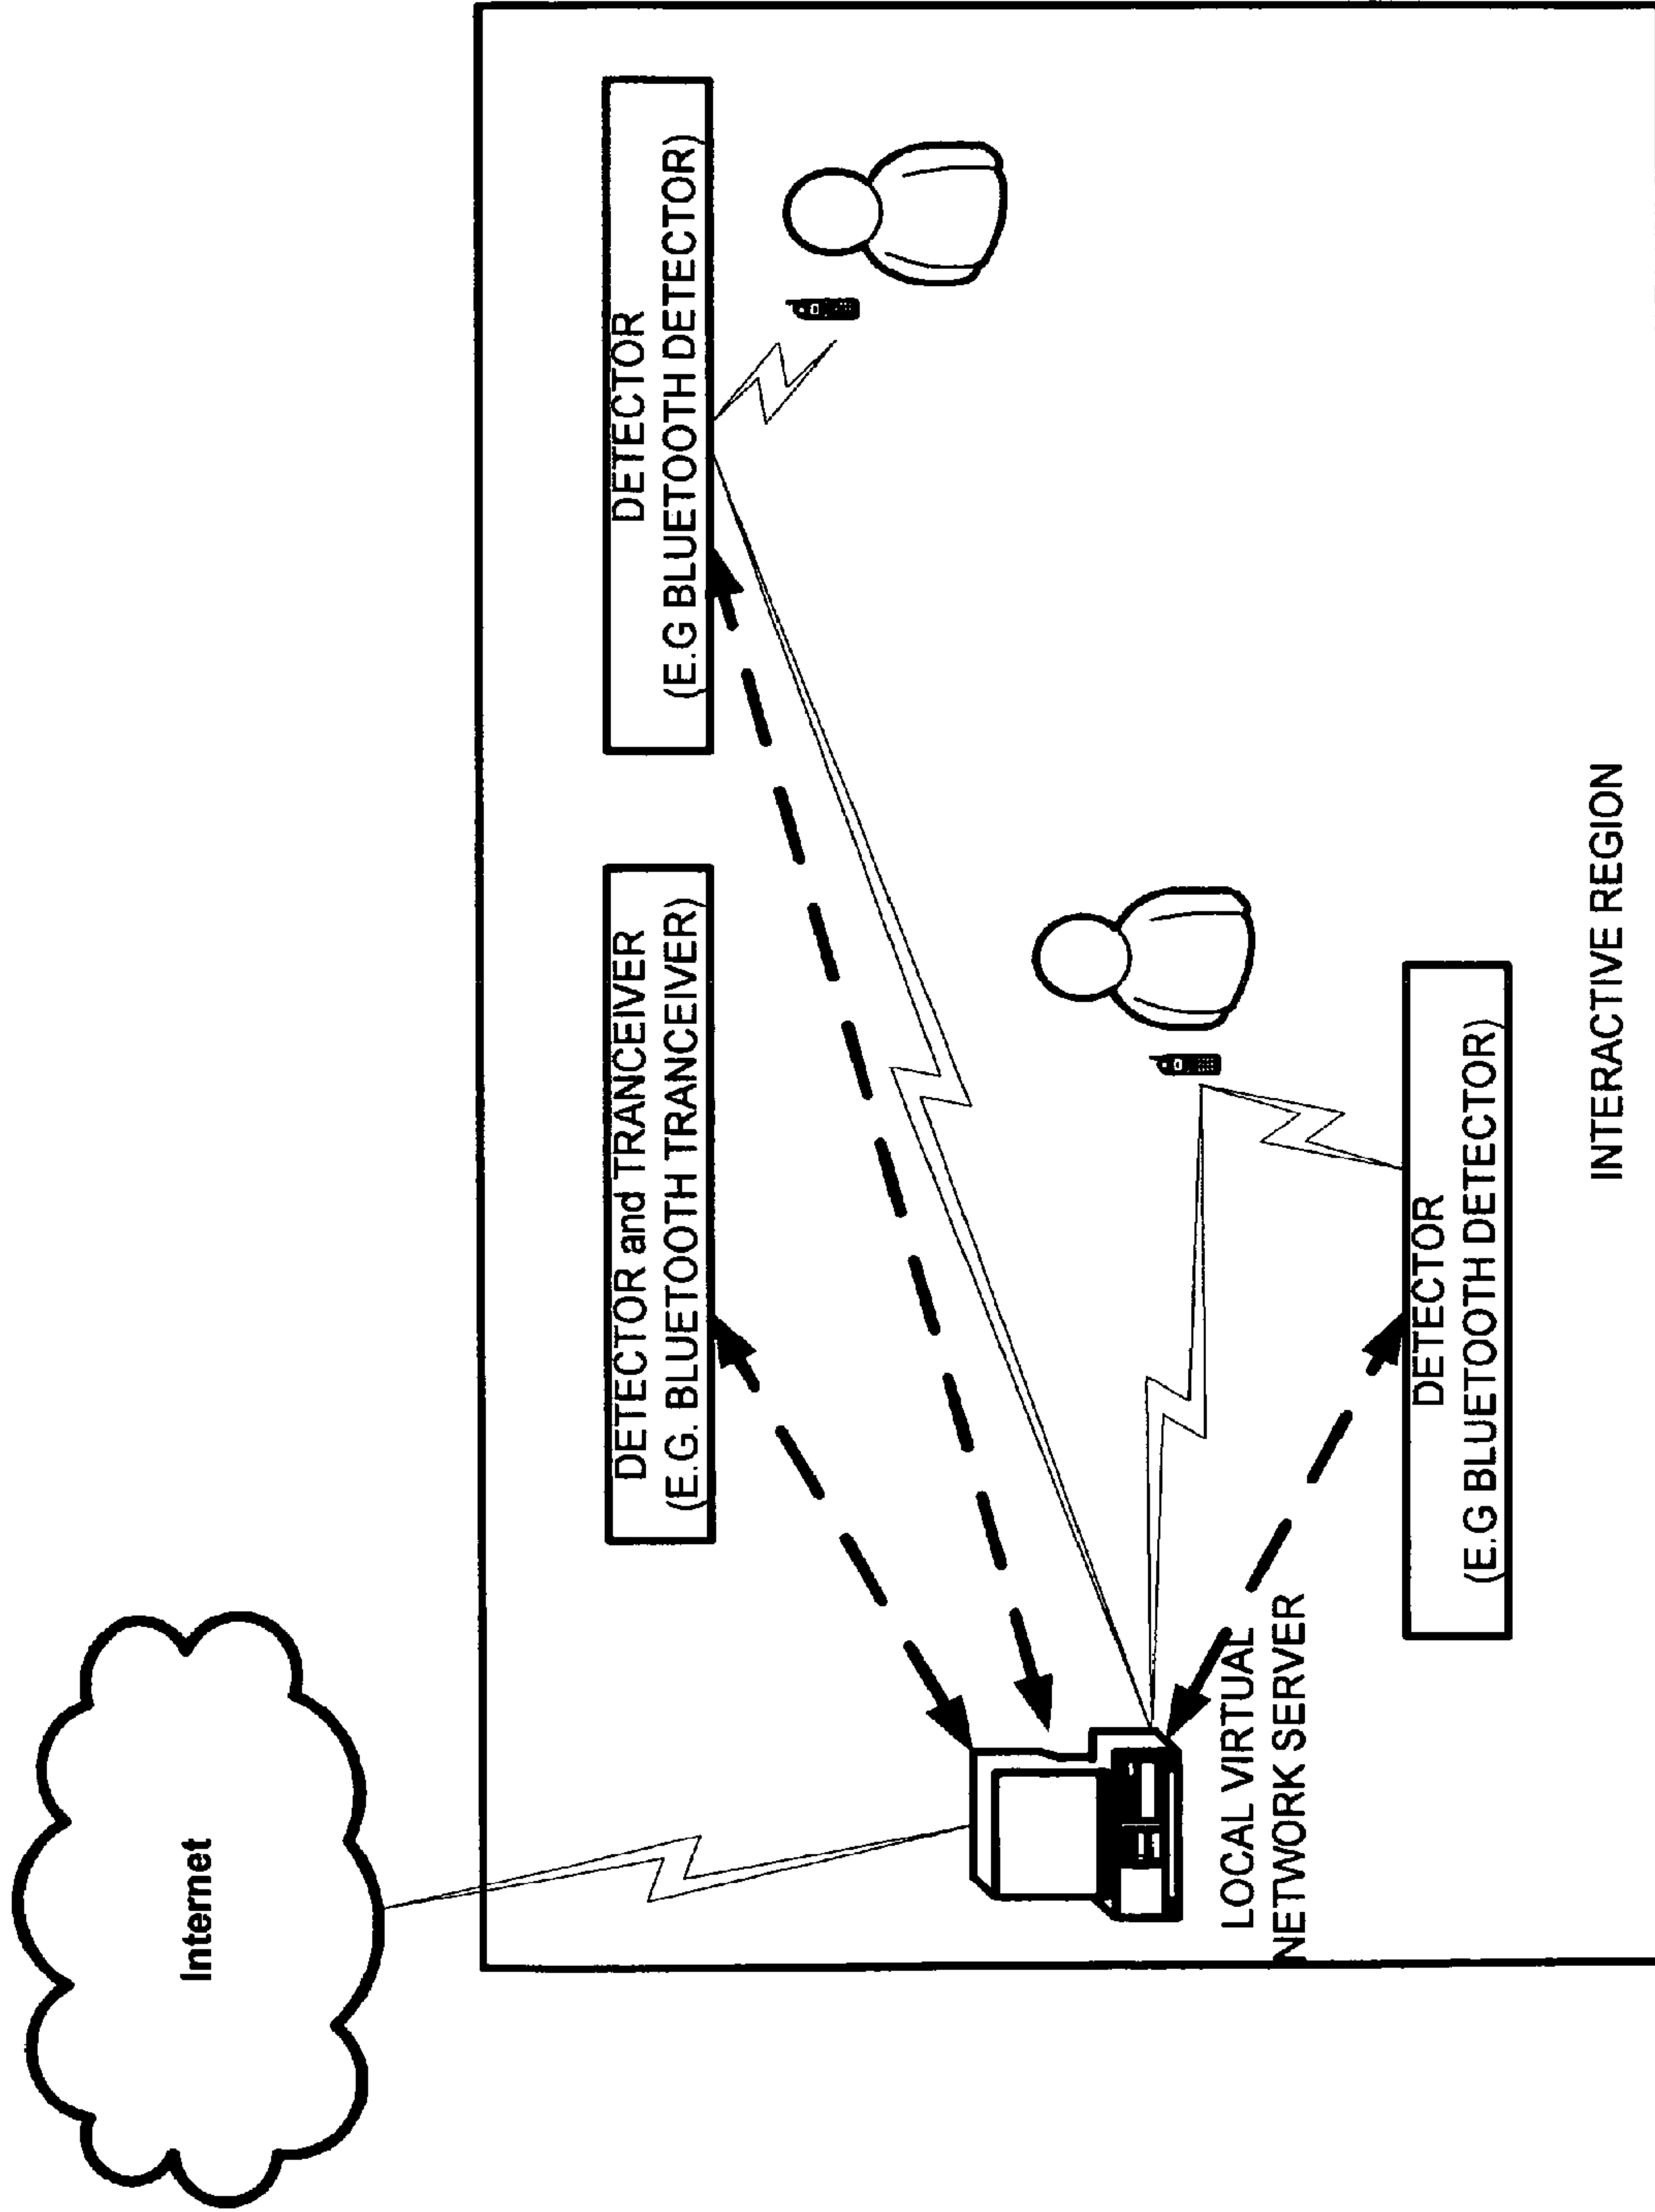 Internet
DETECTOR and TRANCEIVER
(E.G. BLUETOOTH TRANCEIVER)
DETECTOR
(E.G BLUETOOTH DETECTOR)
LOCAL VIRTUAL
NETWORK SERVER
DETECTOR
(E.G BLUETOOTH DETECTOR)
INTERACTIVE REGION